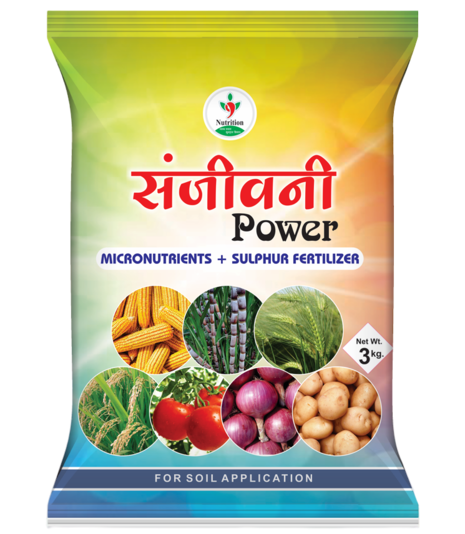 Nutrition
संजीवनी
Power
MICRONUTRIENTS + SULPHUR FERTILIZER
Net Wt.
3 kg.
FOR SOIL APPLICATION